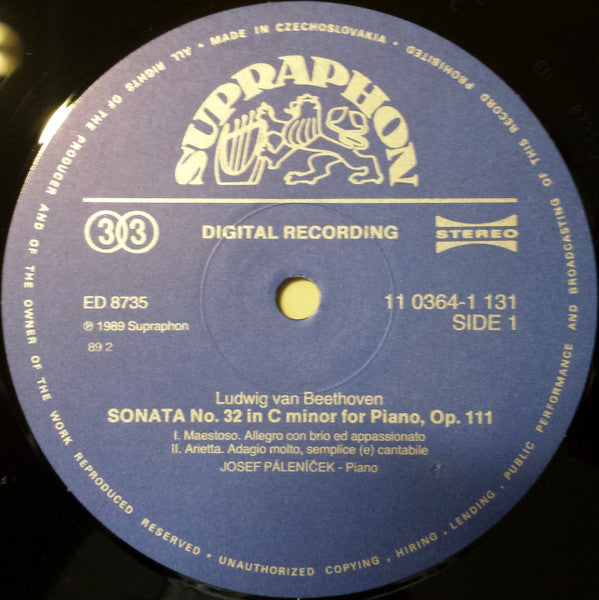 SUPRAPHON
33
DIGITAL RECORDING
STEREO
ED 8735
11 0364-1 131
℗ 1989 Supraphon
SIDE 1
89 2
Ludwig van Beethoven
SONATA No. 32 in C minor for Piano, Op. 111
I. Maestoso. Allegro con brio ed appassionato
II. Arietta. Adagio molto, semplice (e) cantabile
JOSEF PÁLENÍČEK - Piano
• MADE IN CZECHOSLOVAKIA • ALL RIGHTS OF THE PRODUCER AND OF THE OWNER OF THE WORK REPRODUCED RESERVED • UNAUTHORIZED COPYING, HIRING, LENDING, PUBLIC PERFORMANCE AND BROADCASTING OF THIS RECORD PROHIBITED